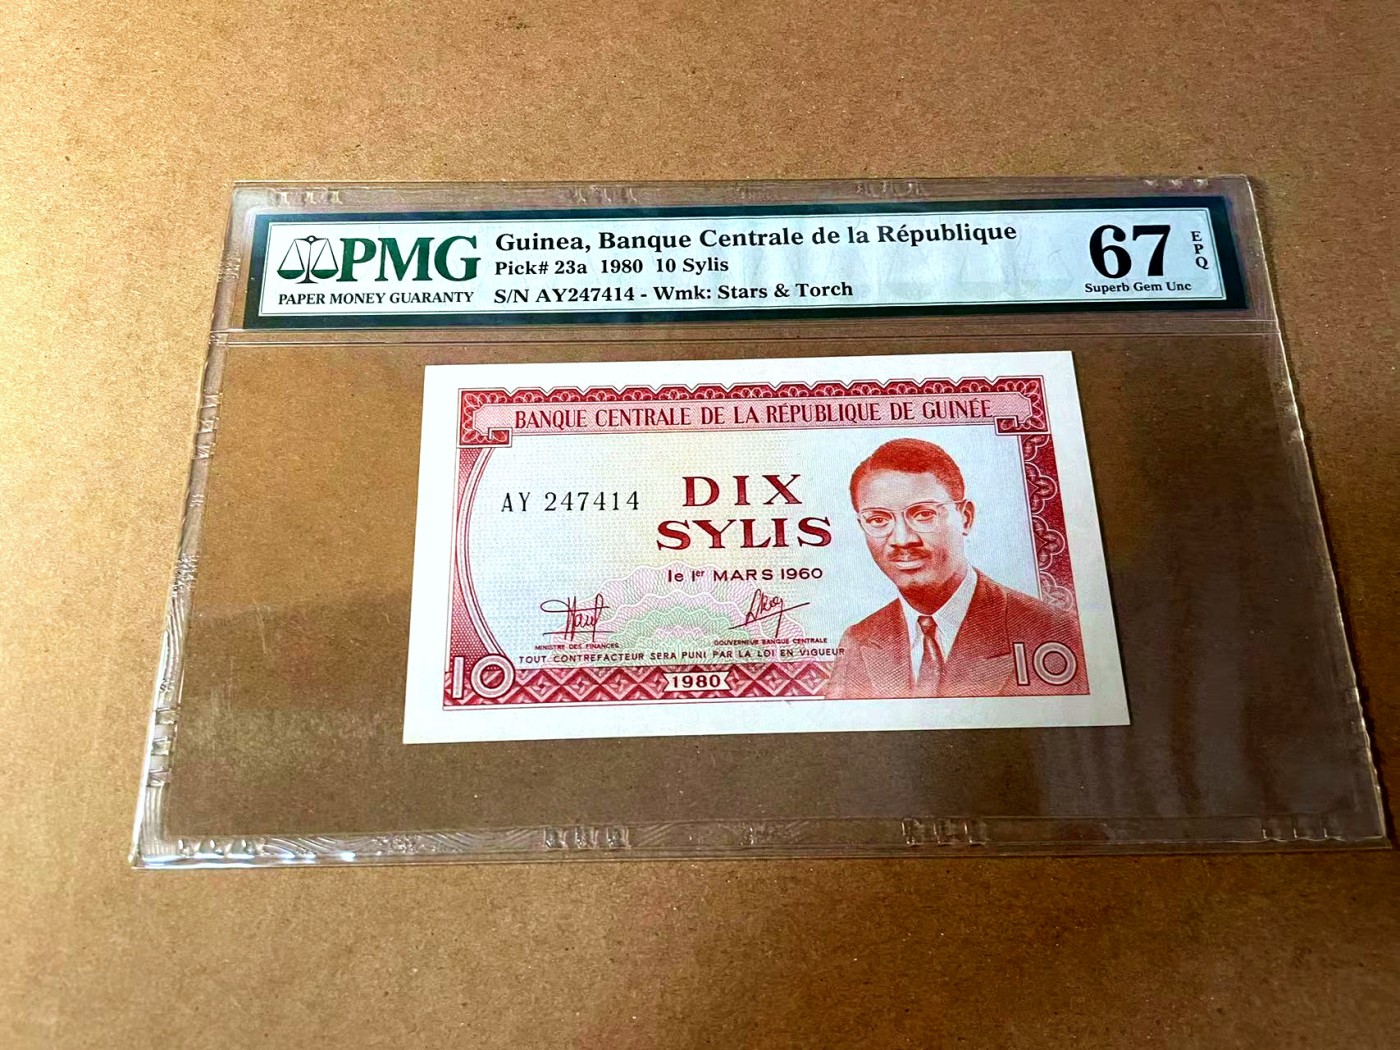 PMG
PAPER MONEY GUARANTY
Guinea, Banque Centrale de la République
Pick# 23a 1980 10 Sylis
S/N AY247414 - Wmk: Stars & Torch
67
EPQ
Superb Gem Unc
BANQUE CENTRALE DE LA RÉPUBLIQUE DE GUINÉE
AY 247414
DIX
SYLIS
le 1er MARS 1960
MINISTRE DES FINANCES
GOUVERNEUR BANQUE CENTRALE
TOUT CONTREFACTEUR SERA PUNI PAR LA LOI EN VIGUEUR
10
1980
10